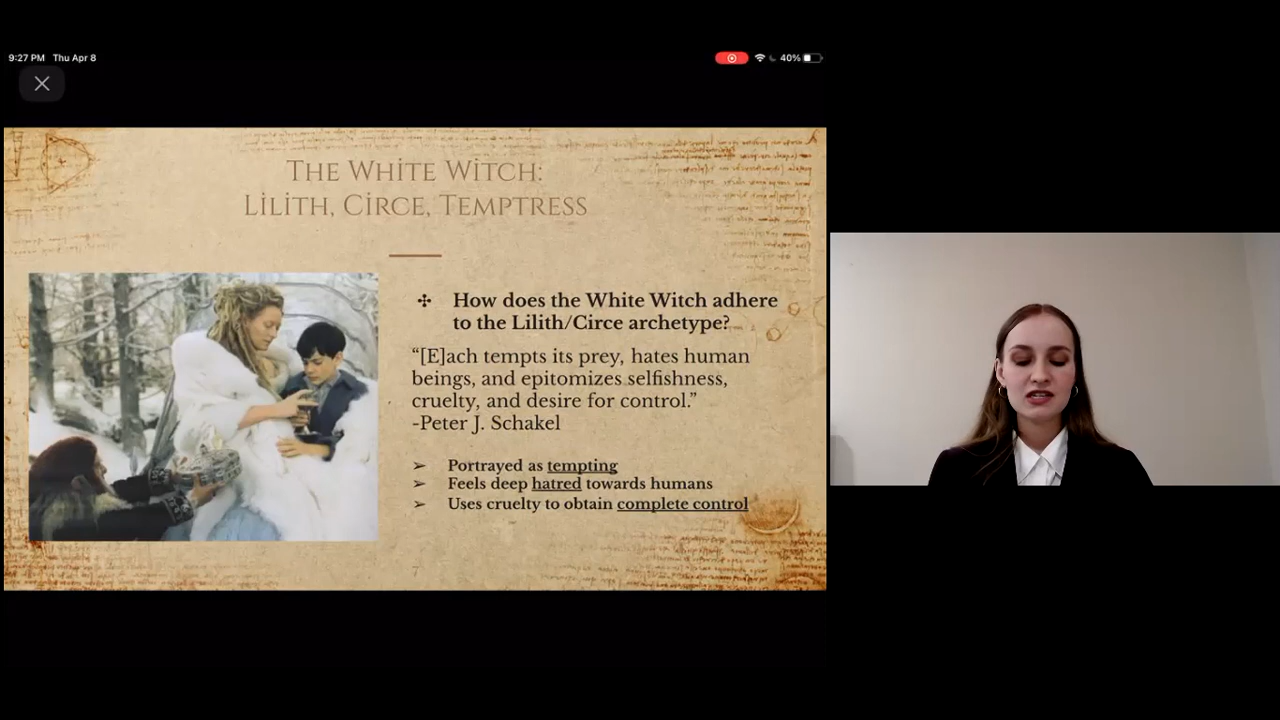 9:27 PM Thu Apr 8
40%
The White Witch:
Lilith, Circe, Temptress
✣ How does the White Witch adhere
to the Lilith/Circe archetype?
“[E]ach tempts its prey, hates human
beings, and epitomizes selfishness,
cruelty, and desire for control.”
-Peter J. Schakel
➢ Portrayed as tempting
➢ Feels deep hatred towards humans
➢ Uses cruelty to obtain complete control
7